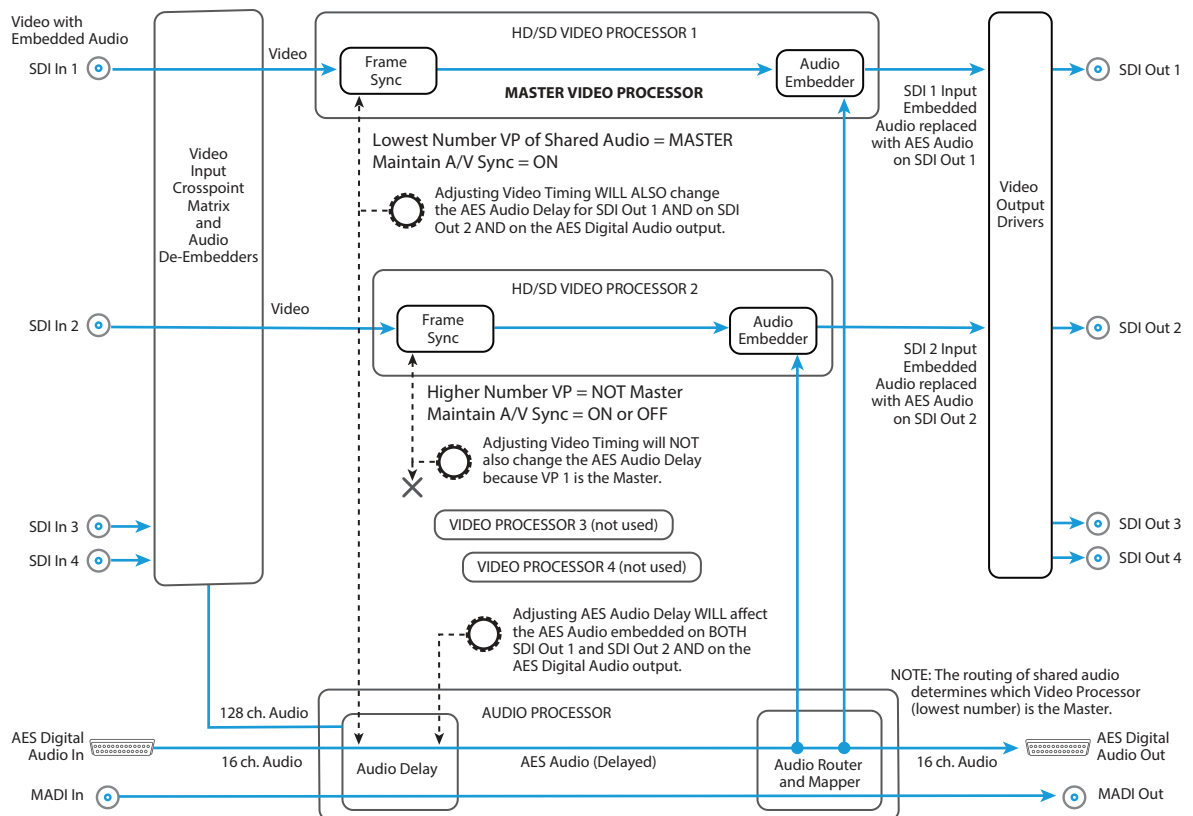 Video with
Embedded Audio
SDI In 1
Video
Video
Input
Crosspoint
Matrix
and
Audio
De-Embedders
HD/SD VIDEO PROCESSOR 1
Frame
Sync
Audio
Embedder
MASTER VIDEO PROCESSOR
Lowest Number VP of Shared Audio = MASTER
Maintain A/V Sync = ON
Adjusting Video Timing WILL ALSO change
the AES Audio Delay for SDI Out 1 AND on SDI
Out 2 AND on the AES Digital Audio output.
SDI 1 Input
Embedded
Audio replaced
with AES Audio
on SDI Out 1
Video
Output
Drivers
SDI Out 1
SDI In 2
Video
HD/SD VIDEO PROCESSOR 2
Frame
Sync
Audio
Embedder
Higher Number VP = NOT Master
Maintain A/V Sync = ON or OFF
Adjusting Video Timing will NOT
also change the AES Audio Delay
because VP 1 is the Master.
SDI 2 Input
Embedded
Audio replaced
with AES Audio
on SDI Out 2
SDI Out 2
SDI In 3
SDI In 4
VIDEO PROCESSOR 3 (not used)
VIDEO PROCESSOR 4 (not used)
SDI Out 3
SDI Out 4
Adjusting AES Audio Delay WILL affect
the AES Audio embedded on BOTH
SDI Out 1 and SDI Out 2 AND on the
AES Digital Audio output.
NOTE: The routing of shared audio
determines which Video Processor
(lowest number) is the Master.
128 ch. Audio
AUDIO PROCESSOR
AES Digital
Audio In
16 ch. Audio
Audio Delay
AES Audio (Delayed)
Audio Router
and Mapper
16 ch. Audio
AES Digital
Audio Out
MADI In
MADI Out